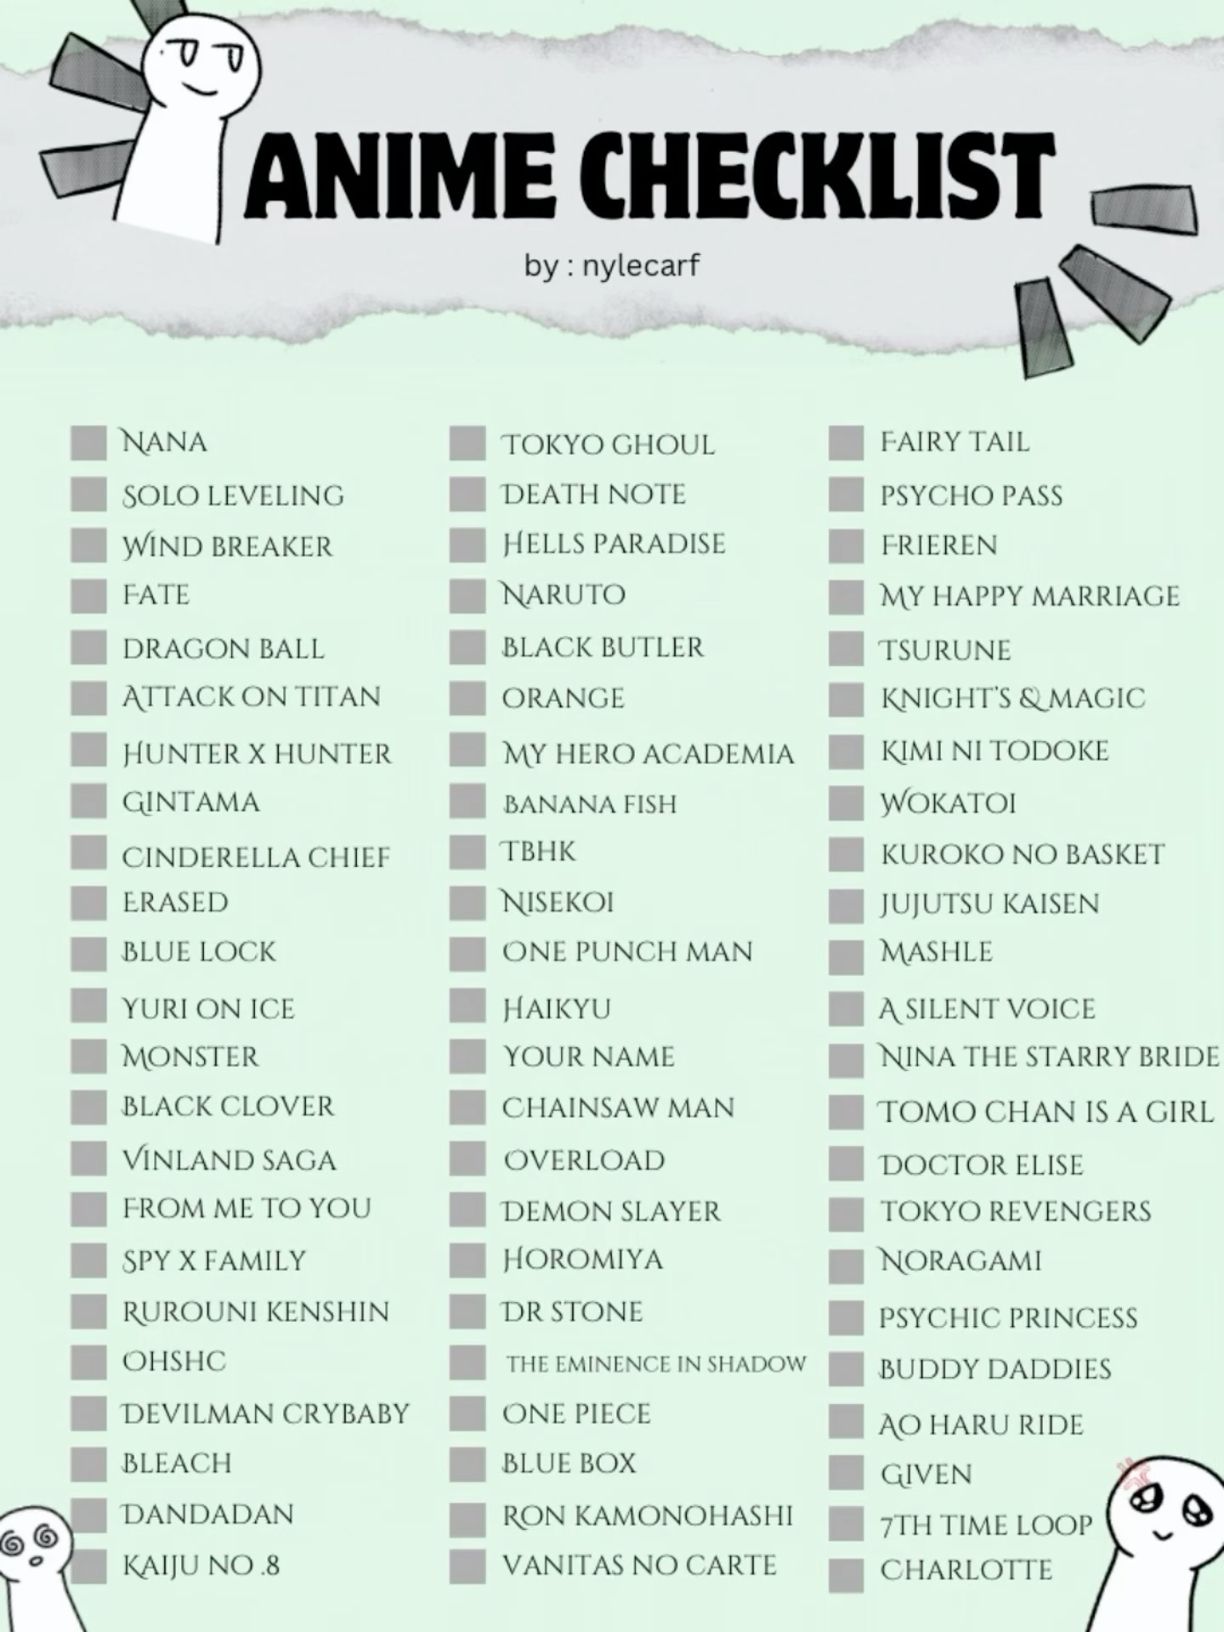 ANIME CHECKLIST
by : nylecarf
NANA
SOLO LEVELING
WIND BREAKER
FATE
DRAGON BALL
ATTACK ON TITAN
HUNTER X HUNTER
GINTAMA
CINDERELLA CHIEF
ERASED
BLUE LOCK
YURI ON ICE
MONSTER
BLACK CLOVER
VINLAND SAGA
FROM ME TO YOU
SPY X FAMILY
RUROUNI KENSHIN
OHSHC
DEVILMAN CRYBABY
BLEACH
DANDADAN
KAIJU NO .8
TOKYO GHOUL
DEATH NOTE
HELLS PARADISE
NARUTO
BLACK BUTLER
ORANGE
MY HERO ACADEMIA
BANANA FISH
TBHK
NISEKOI
ONE PUNCH MAN
HAIKYU
YOUR NAME
CHAINSAW MAN
OVERLOAD
DEMON SLAYER
HOROMIYA
DR STONE
THE EMINENCE IN SHADOW
ONE PIECE
BLUE BOX
RON KAMONOHASHI
VANITAS NO CARTE
FAIRY TAIL
PSYCHO PASS
FRIEREN
MY HAPPY MARRIAGE
TSURUNE
KNIGHT'S & MAGIC
KIMI NI TODOKE
WOKATOI
KUROKO NO BASKET
JUJUTSU KAISEN
MASHLE
A SILENT VOICE
NINA THE STARRY BRIDE
TOMO CHAN IS A GIRL
DOCTOR ELISE
TOKYO REVENGERS
NORAGAMI
PSYCHIC PRINCESS
BUDDY DADDIES
AO HARU RIDE
GIVEN
7TH TIME LOOP
CHARLOTTE